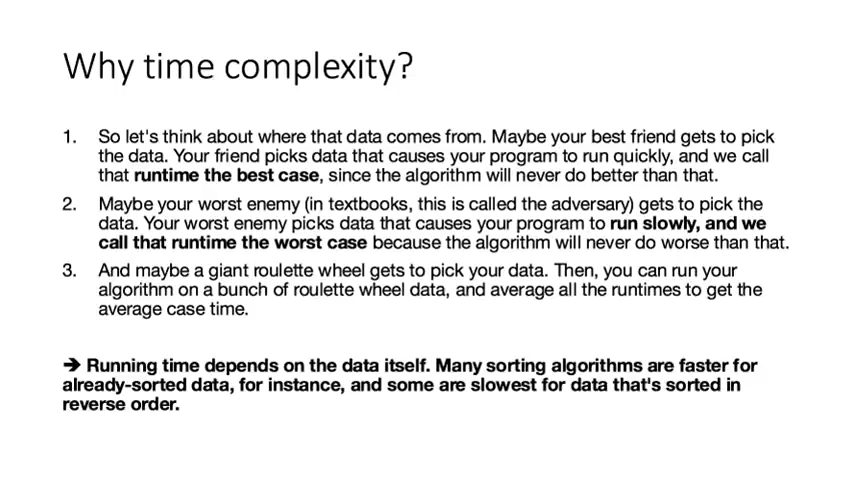 Why time complexity?
1. So let's think about where that data comes from. Maybe your best friend gets to pick
the data. Your friend picks data that causes your program to run quickly, and we call
that runtime the best case, since the algorithm will never do better than that.
2. Maybe your worst enemy (in textbooks, this is called the adversary) gets to pick the
data. Your worst enemy picks data that causes your program to run slowly, and we
call that runtime the worst case because the algorithm will never do worse than that.
3. And maybe a giant roulette wheel gets to pick your data. Then, you can run your
algorithm on a bunch of roulette wheel data, and average all the runtimes to get the
average case time.
➔ Running time depends on the data itself. Many sorting algorithms are faster for
already-sorted data, for instance, and some are slowest for data that's sorted in
reverse order.